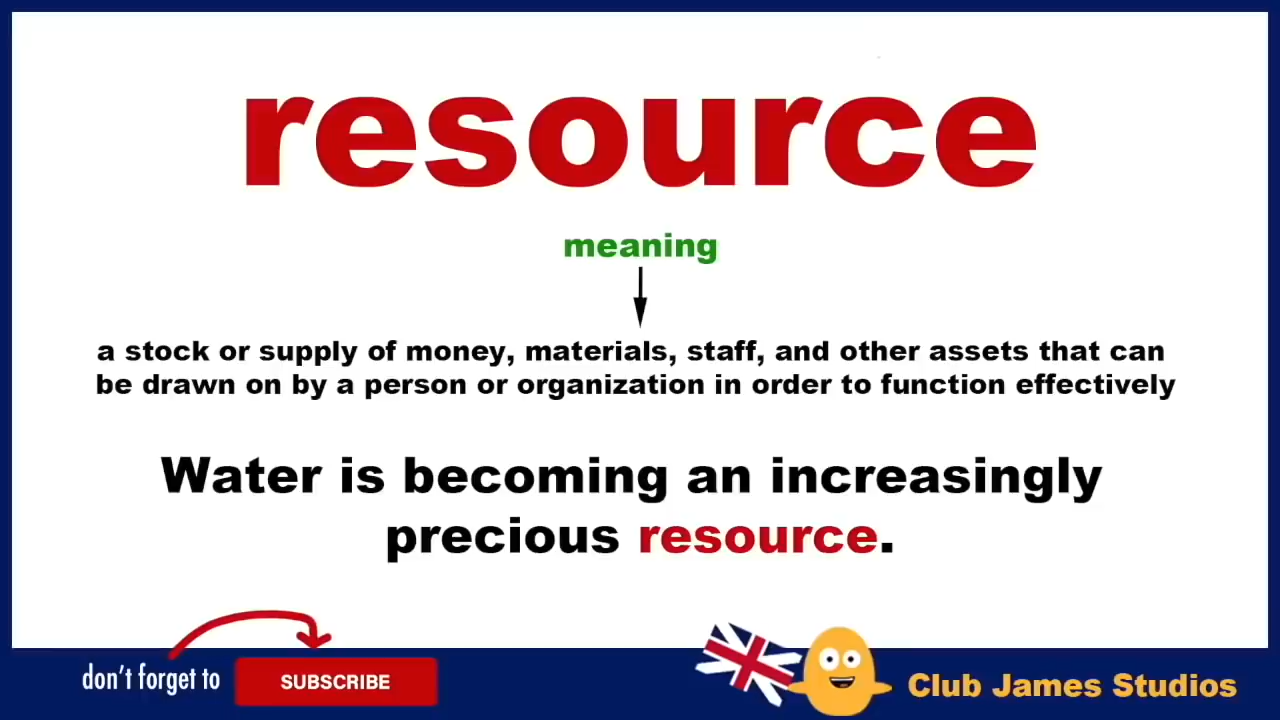 resource
meaning
a stock or supply of money, materials, staff, and other assets that can
be drawn on by a person or organization in order to function effectively
Water is becoming an increasingly
precious resource.
don't forget to
SUBSCRIBE
Club James Studios